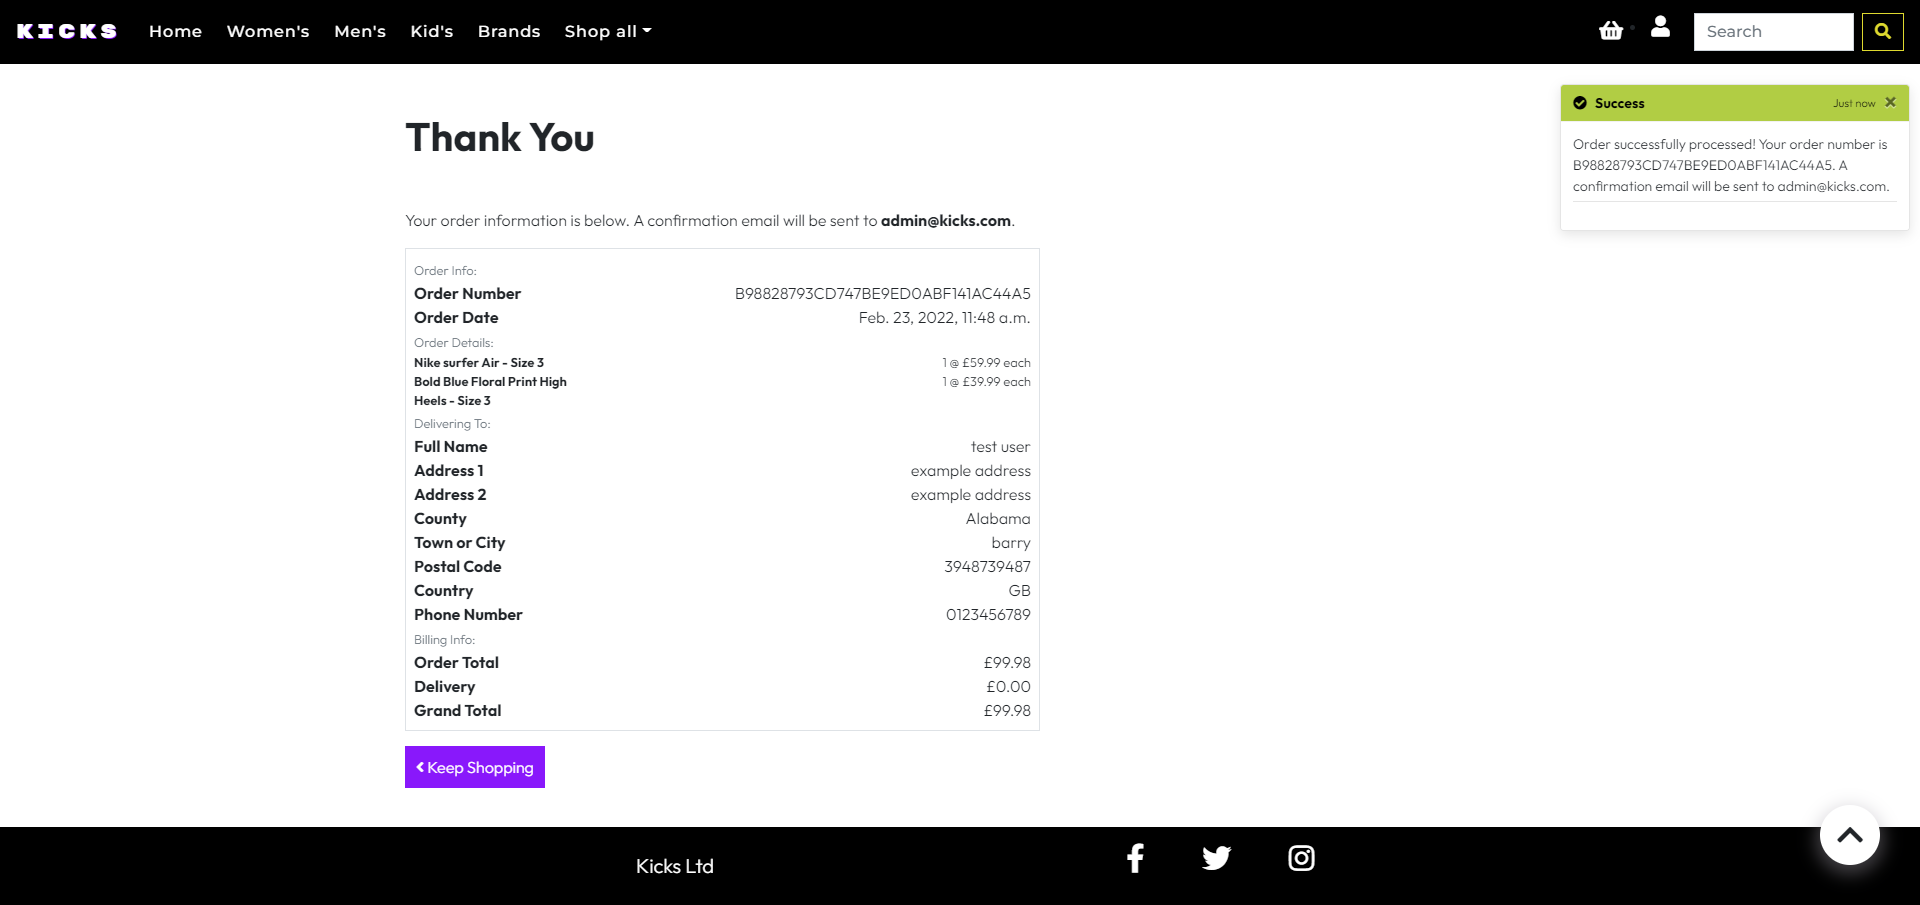 KICKS Home Women's Men's Kid's Brands Shop all Search
Success Just now ×
Order successfully processed! Your order number is
B98828793CD747BE9ED0ABF141AC44A5. A
confirmation email will be sent to admin@kicks.com.
Thank You
Your order information is below. A confirmation email will be sent to admin@kicks.com.
Order Info:
Order Number B98828793CD747BE9ED0ABF141AC44A5
Order Date Feb. 23, 2022, 11:48 a.m.
Order Details:
Nike surfer Air - Size 3 1 @ £59.99 each
Bold Blue Floral Print High 1 @ £39.99 each
Heels - Size 3
Delivering To:
Full Name test user
Address 1 example address
Address 2 example address
County Alabama
Town or City barry
Postal Code 3948739487
Country GB
Phone Number 0123456789
Billing Info:
Order Total £99.98
Delivery £0.00
Grand Total £99.98
Keep Shopping
Kicks Ltd